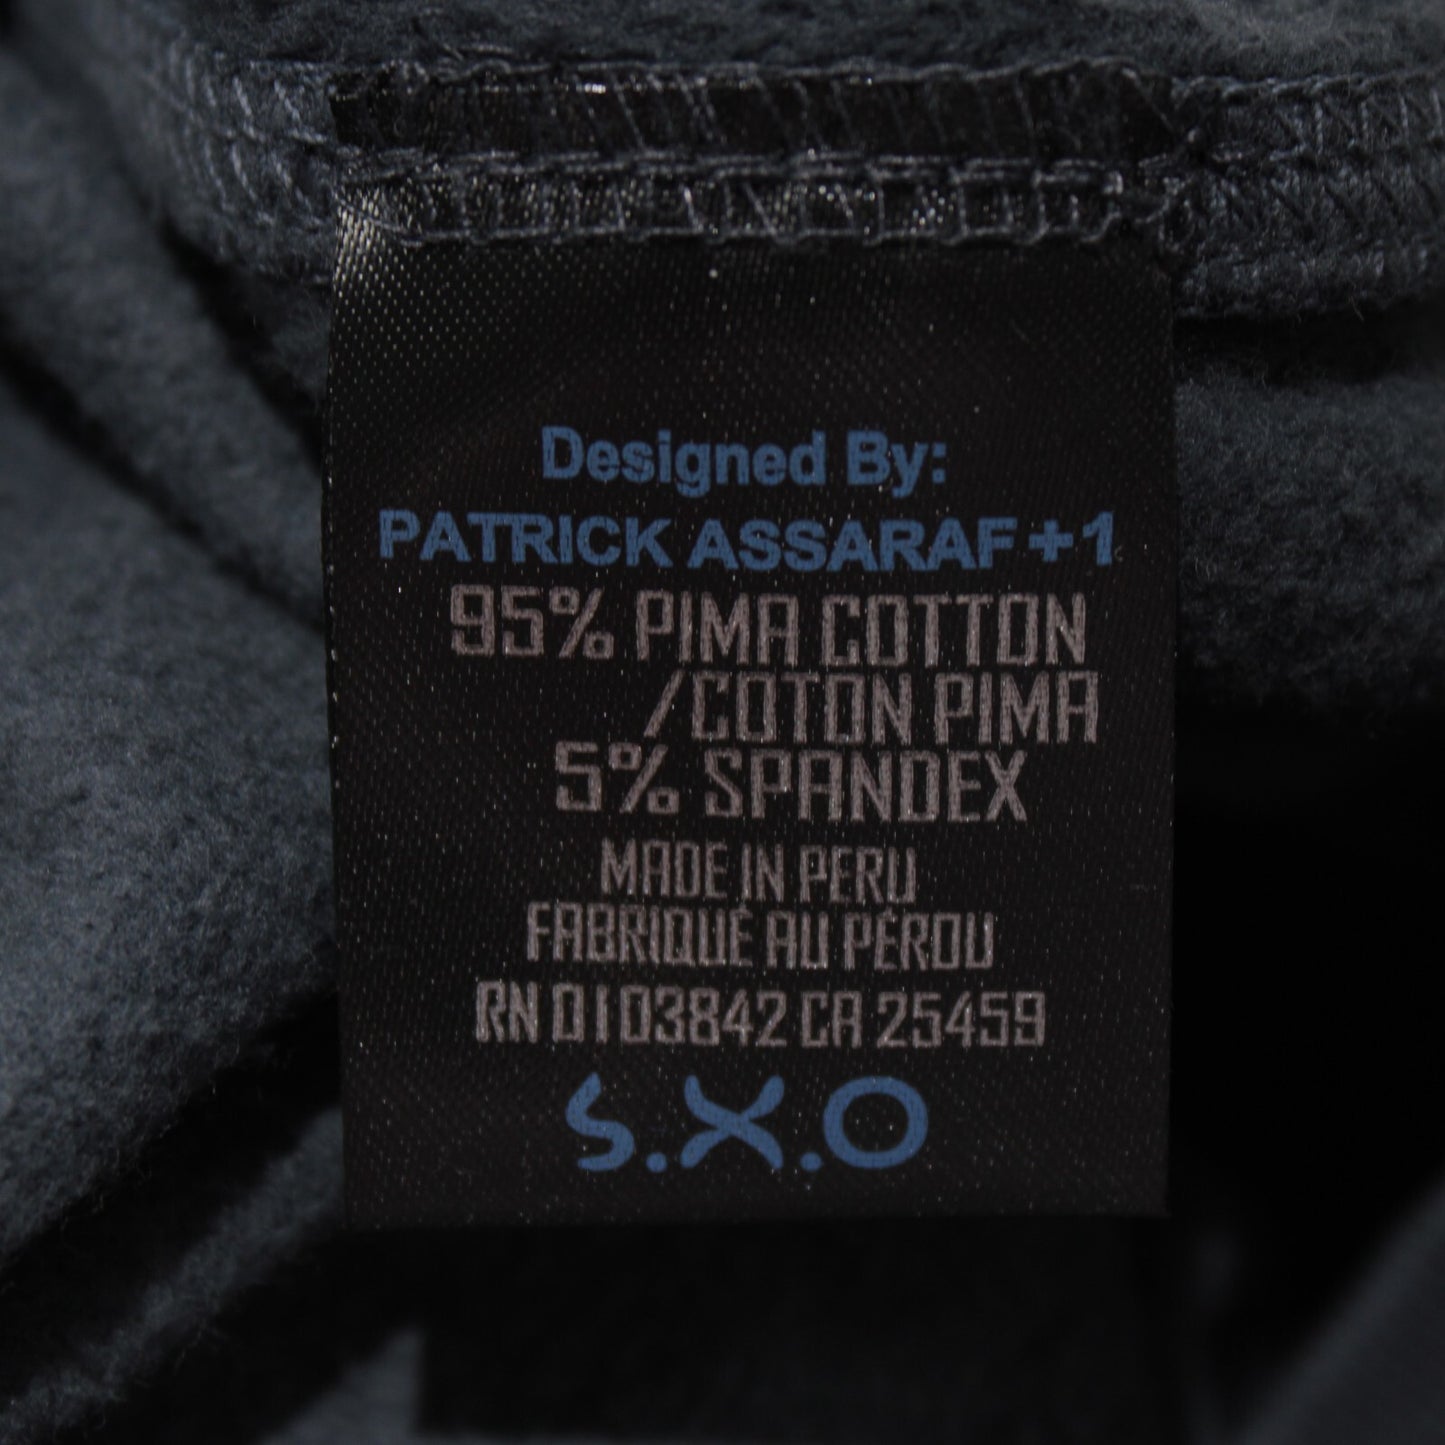 Designed By:
PATRICK ASSARAF+1
95% PIMA COTTON
/COTON PIMA
5% SPANDEX
MADE IN PERU
FABRIQUÉ AU PÉROU
RN 0103842 CA 25459
S.X.O